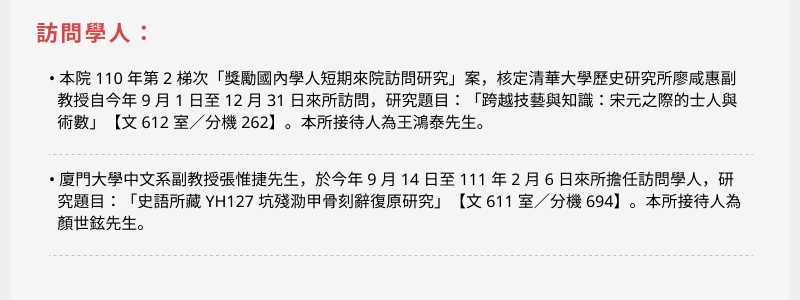 訪問學人：
• 本院 110 年第 2 梯次「獎勵國內學人短期來院訪問研究」案，核定清華大學歷史研究所廖咸惠副
教授自今年 9 月 1 日至 12 月 31 日來所訪問，研究題目：「跨越技藝與知識：宋元之際的士人與
術數」【文 612 室／分機 262】。本所接待人為王鴻泰先生。
• 廈門大學中文系副教授張惟捷先生，於今年 9 月 14 日至 111 年 2 月 6 日來所擔任訪問學人，研
究題目：「史語所藏 YH127 坑殘泐甲骨刻辭復原研究」【文 611 室／分機 694】。本所接待人為
顏世鉉先生。